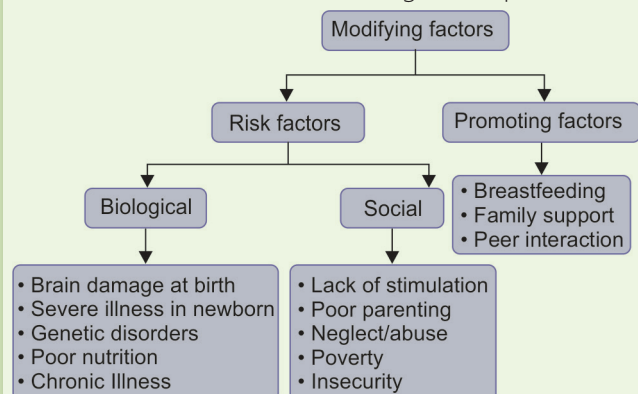 Modifying factors
Risk factors
Promoting factors
Biological
Social
• Breastfeeding
• Family support
• Peer interaction
• Brain damage at birth
• Severe illness in newborn
• Genetic disorders
• Poor nutrition
• Chronic Illness
• Lack of stimulation
• Poor parenting
• Neglect/abuse
• Poverty
• Insecurity